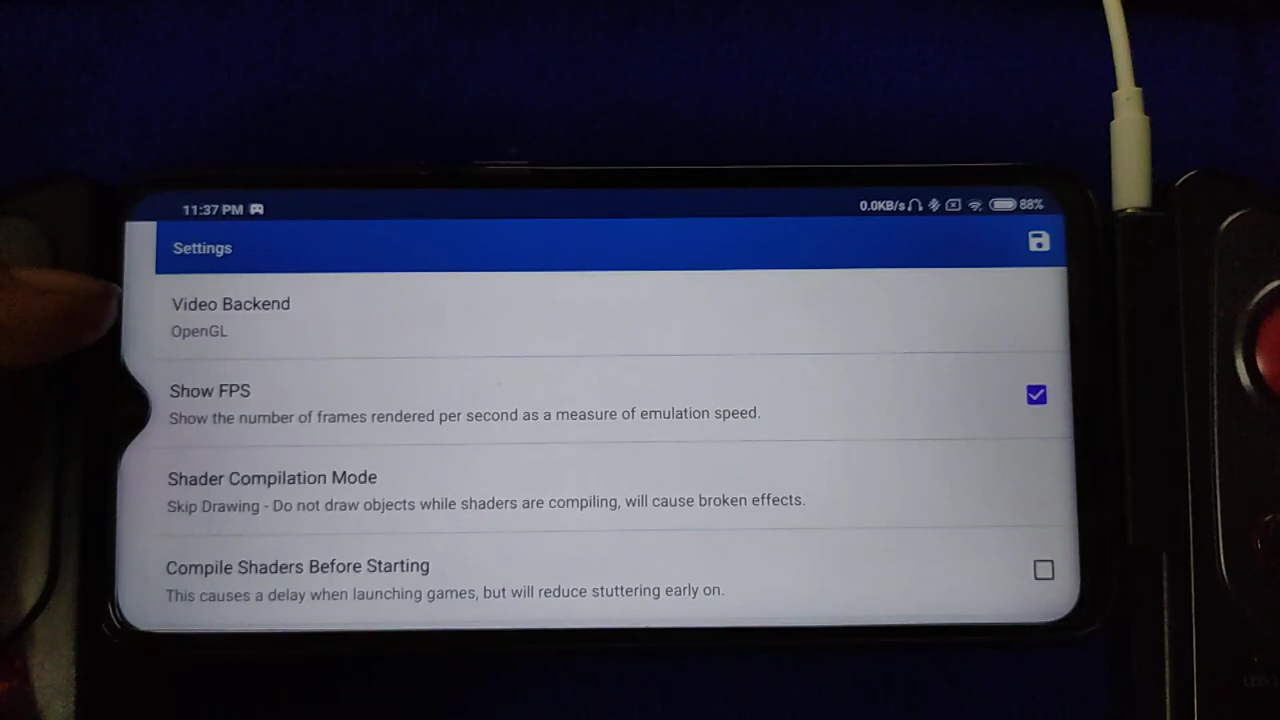 11:37 PM
0.0KB/s 88%
Settings
Video Backend
OpenGL
Show FPS
Show the number of frames rendered per second as a measure of emulation speed.
Shader Compilation Mode
Skip Drawing - Do not draw objects while shaders are compiling, will cause broken effects.
Compile Shaders Before Starting
This causes a delay when launching games, but will reduce stuttering early on.